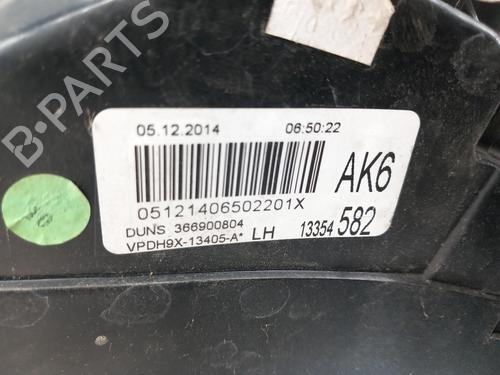 B-PARTS
05.12.2014 06:50:22
AK6
05121406502201X
DUNS 366900804
VPDH9X-13405-A* LH 13354 582